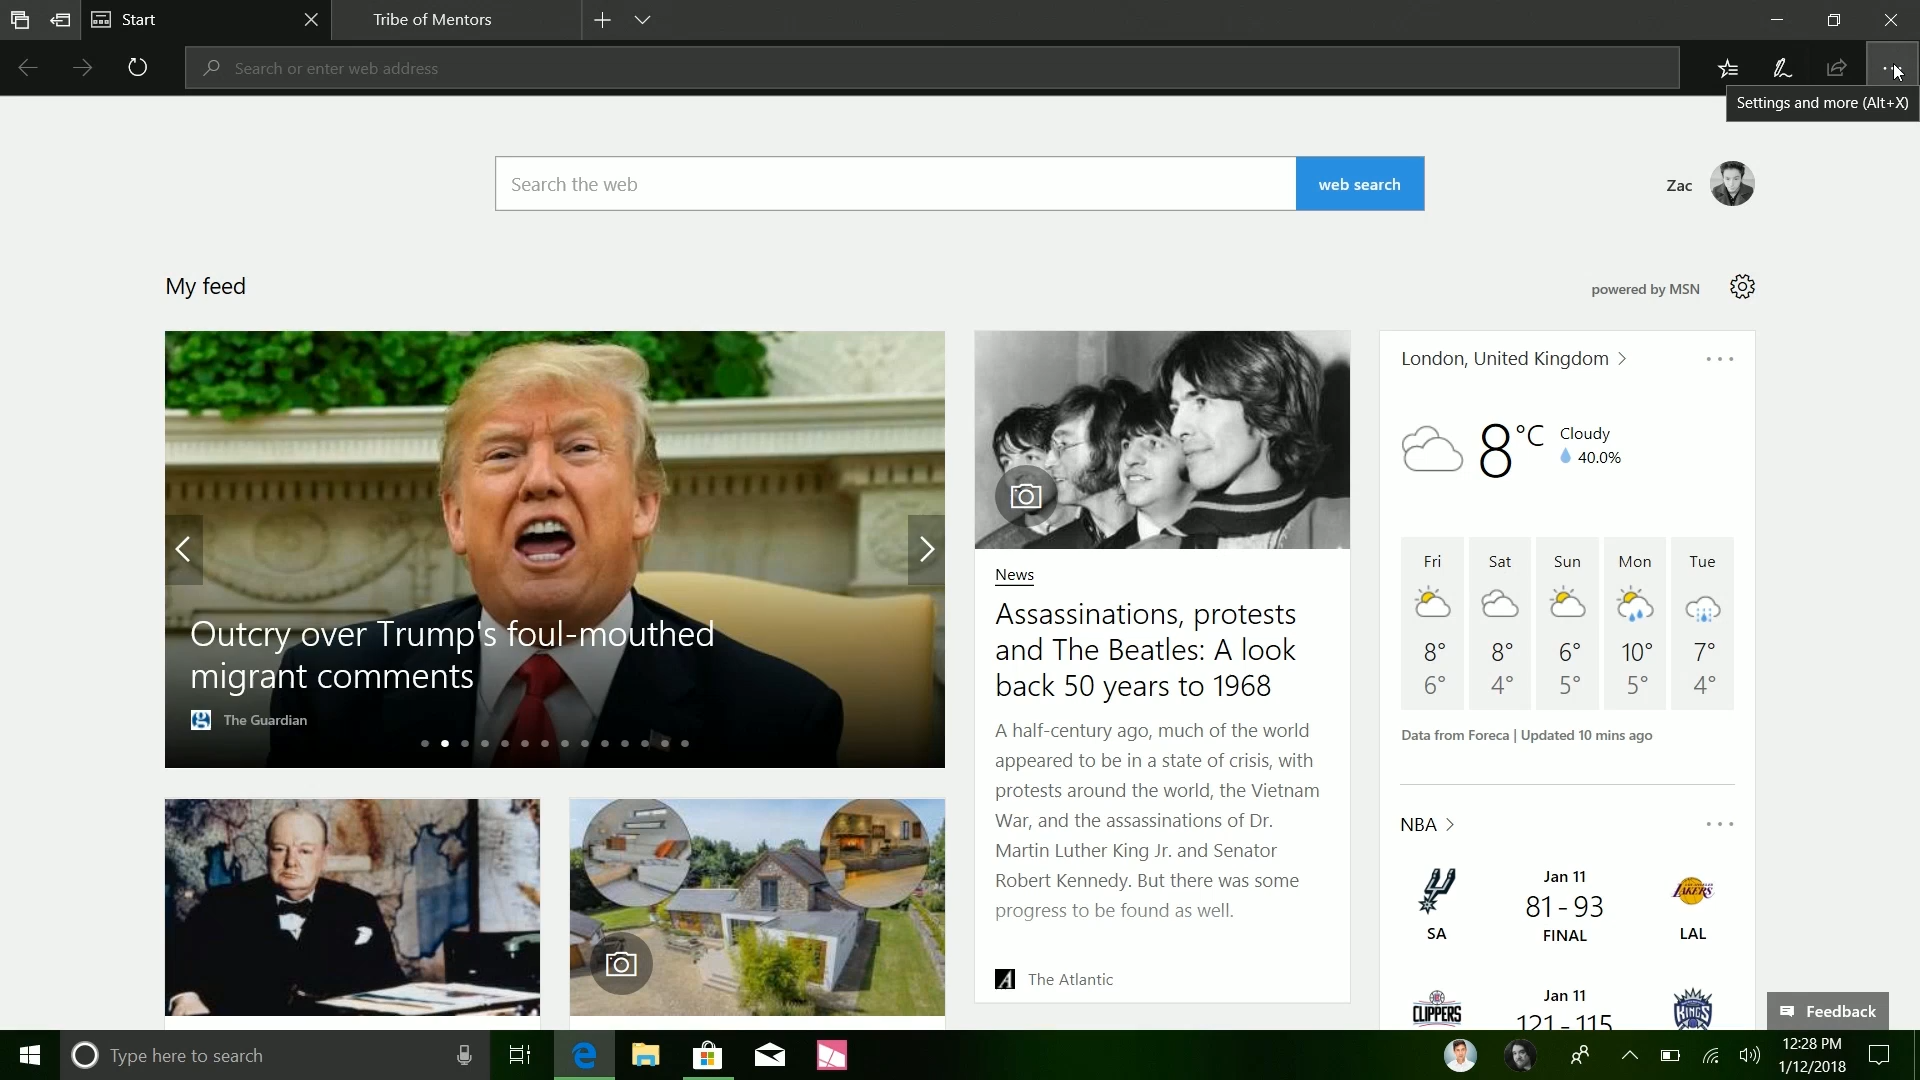 Start
Tribe of Mentors
Search or enter web address
Settings and more (Alt+X)
Search the web
web search
Zac
My feed
powered by MSN
Outcry over Trump's foul-mouthed
migrant comments
The Guardian
News
Assassinations, protests
and The Beatles: A look
back 50 years to 1968
A half-century ago, much of the world
appeared to be in a state of crisis, with
protests around the world, the Vietnam
War, and the assassinations of Dr.
Martin Luther King Jr. and Senator
Robert Kennedy. But there was some
progress to be found as well.
A The Atlantic
London, United Kingdom
8°C
Cloudy
40.0%
Fri Sat Sun Mon Tue
8° 8° 6° 10° 7°
6° 4° 5° 5° 4°
Data from Foreca | Updated 10 mins ago
NBA
Jan 11
81 - 93
FINAL
SA
LAKERS
LAL
Jan 11
121 - 115
CLIPPERS
KINGS
Feedback
Type here to search
12:28 PM
1/12/2018